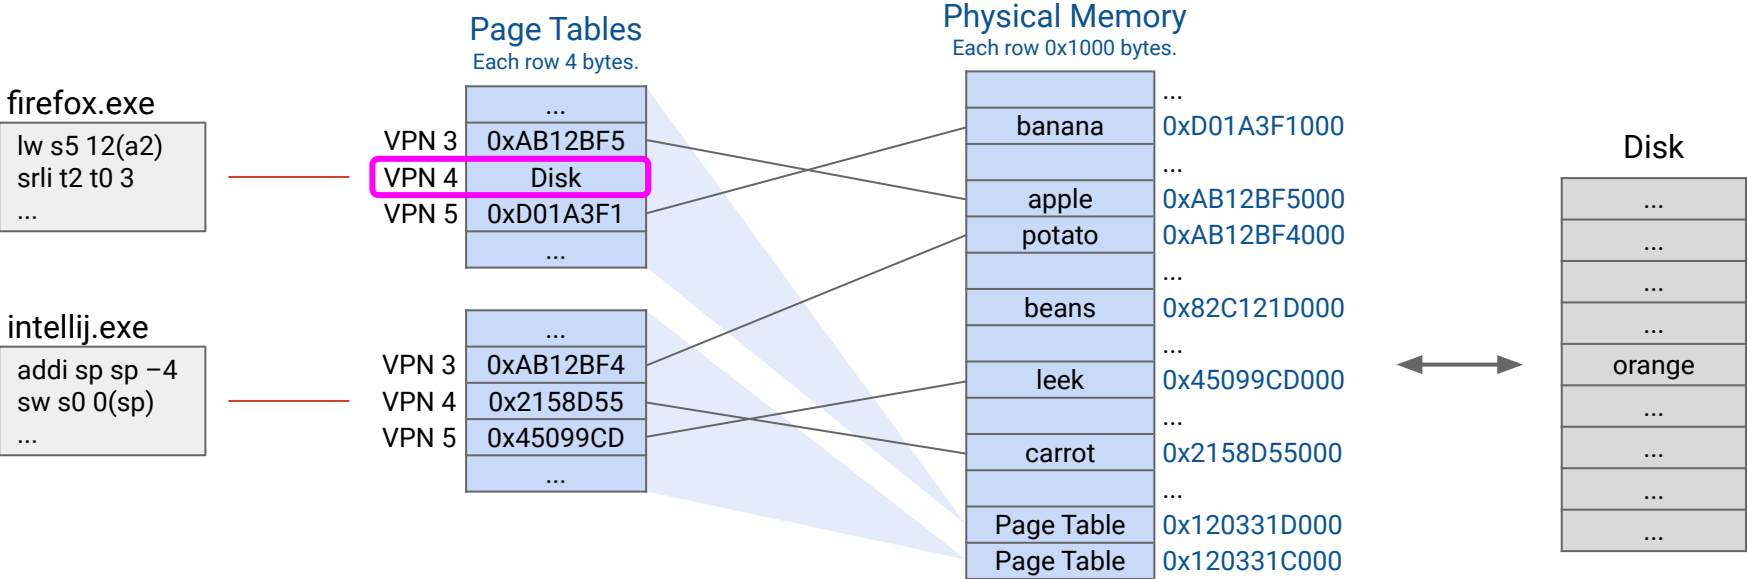 Page Tables
Each row 4 bytes.
Physical Memory
Each row 0x1000 bytes.
firefox.exe
lw s5 12(a2)
srli t2 t0 3
...
intellij.exe
addi sp sp −4
sw s0 0(sp)
...
...
VPN 3 0xAB12BF5
VPN 4 Disk
VPN 5 0xD01A3F1
...
...
VPN 3 0xAB12BF4
VPN 4 0x2158D55
VPN 5 0x45099CD
...
...
banana 0xD01A3F1000
...
apple 0xAB12BF5000
potato 0xAB12BF4000
...
beans 0x82C121D000
...
leek 0x45099CD000
...
carrot 0x2158D55000
...
Page Table 0x120331D000
Page Table 0x120331C000
Disk
...
...
...
...
orange
...
...
...
...